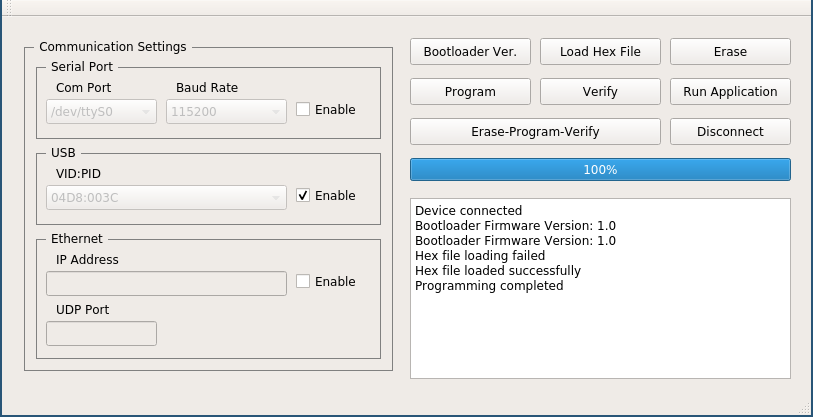 Communication Settings
Serial Port
Com Port Baud Rate
/dev/ttyS0 115200 Enable
USB
VID:PID
04D8:003C Enable
Ethernet
IP Address
Enable
UDP Port
Bootloader Ver. Load Hex File Erase
Program Verify Run Application
Erase-Program-Verify Disconnect
100%
Device connected
Bootloader Firmware Version: 1.0
Bootloader Firmware Version: 1.0
Hex file loading failed
Hex file loaded successfully
Programming completed